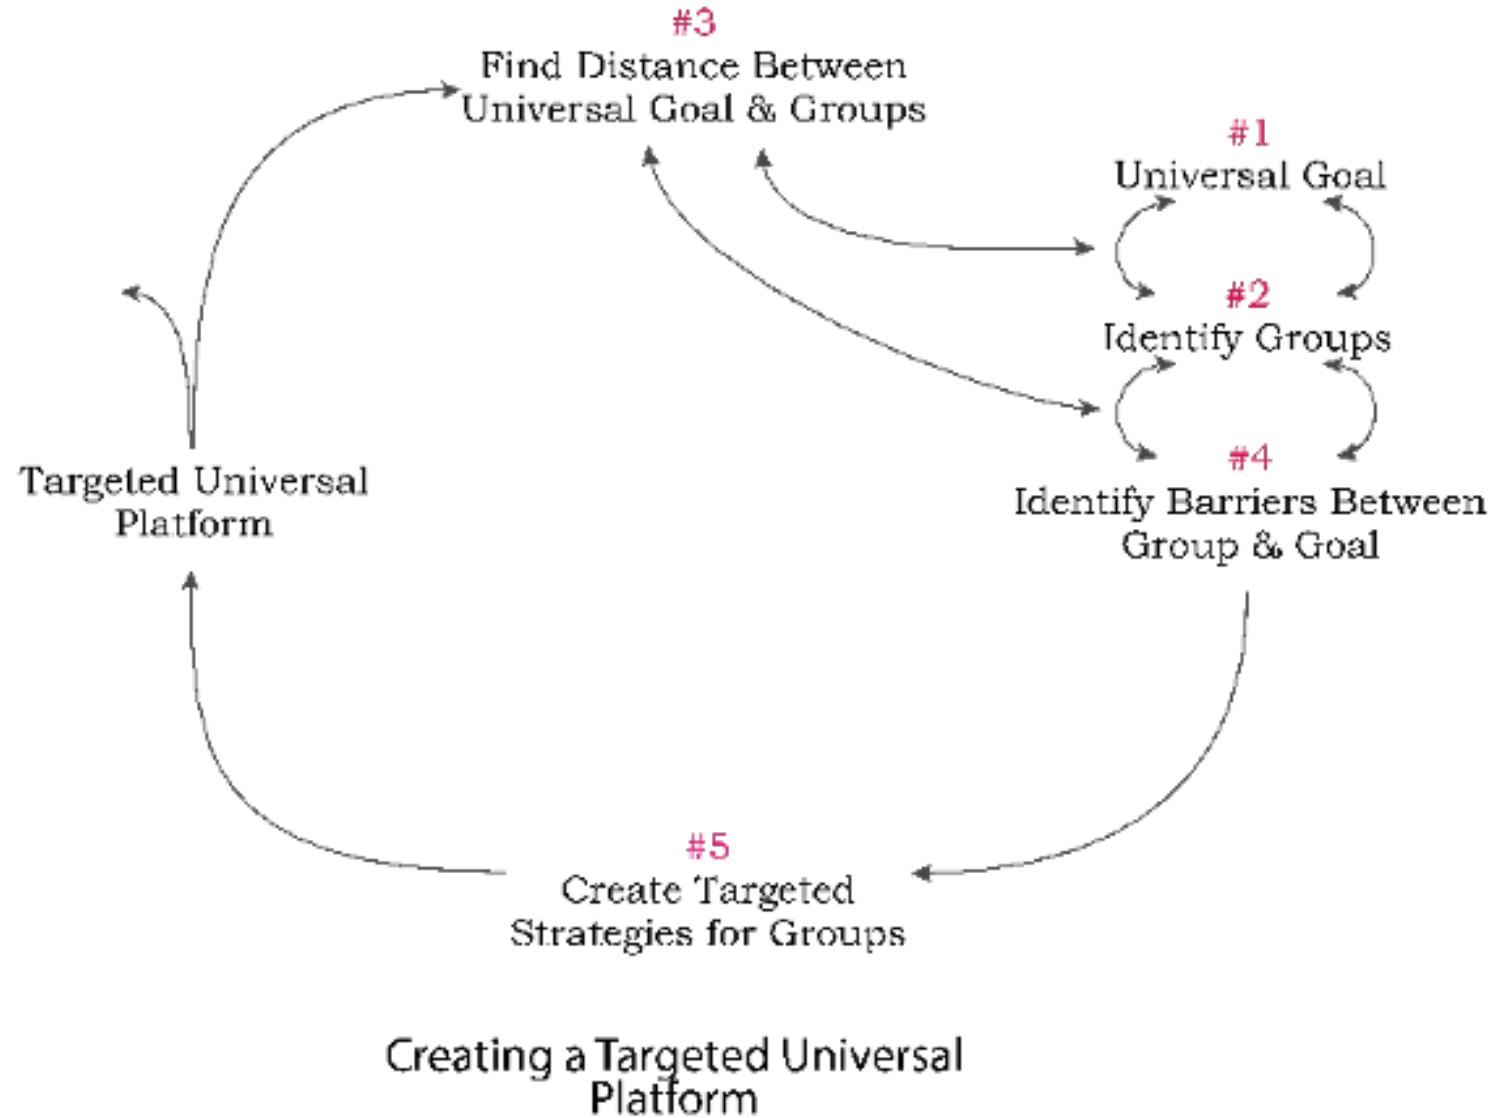 #3
Find Distance Between
Universal Goal & Groups
#1
Universal Goal
#2
Identify Groups
#4
Identify Barriers Between
Group & Goal
Targeted Universal
Platform
#5
Create Targeted
Strategies for Groups
Creating a Targeted Universal
Platform